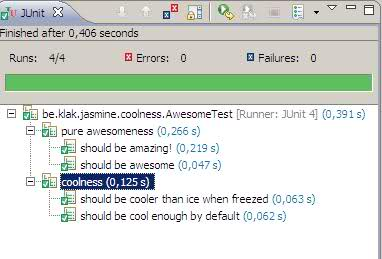 JUnit
Finished after 0,406 seconds
Runs: 4/4 Errors: 0 Failures: 0
be.klak.jasmine.coolness.AwesomeTest [Runner: JUnit 4] (0,391 s)
pure awesomeness (0,266 s)
should be amazing! (0,219 s)
should be awesome (0,047 s)
coolness (0,125 s)
should be cooler than ice when freezed (0,063 s)
should be cool enough by default (0,062 s)